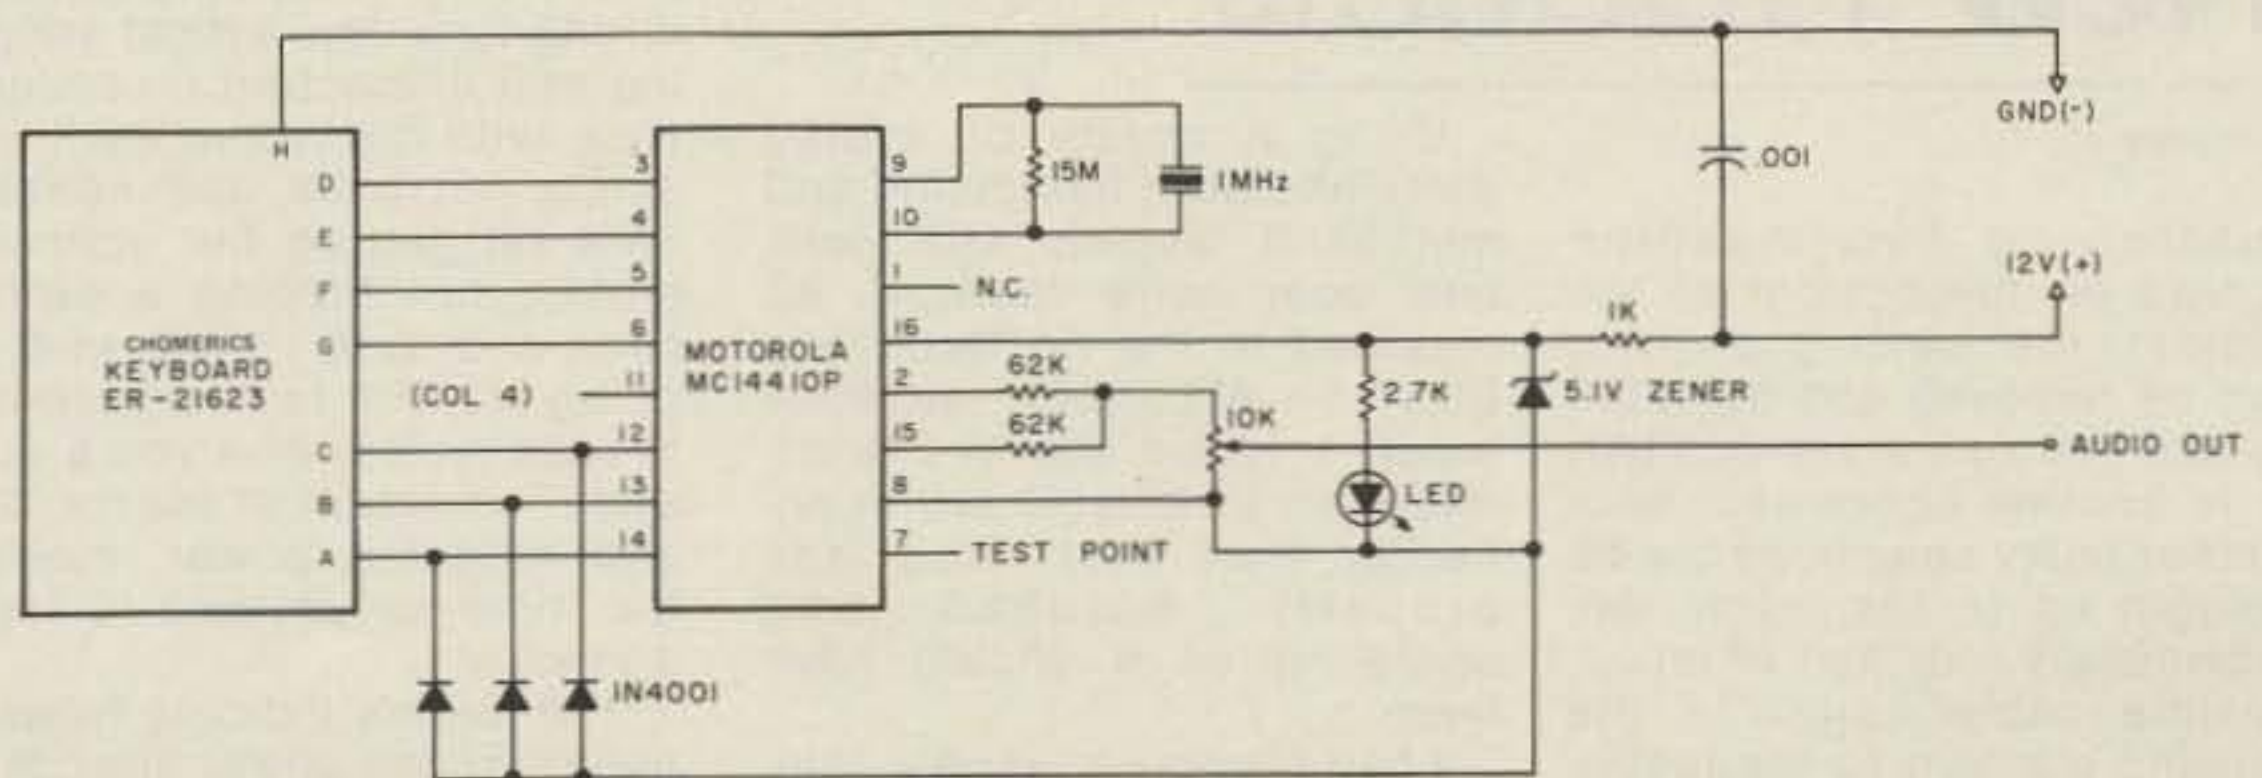 H
D
E
F
G
C
B
A
CHOMERICS
KEYBOARD
ER-21623
(COL 4)
3
4
5
6
11
12
13
14
MOTOROLA
MC14410P
9
10
1
16
2
15
8
7
15M
1MHz
N.C.
62K
62K
10K
TEST POINT
2.7K
LED
5.1V ZENER
1K
.001
GND(-)
12V(+)
AUDIO OUT
1N4001